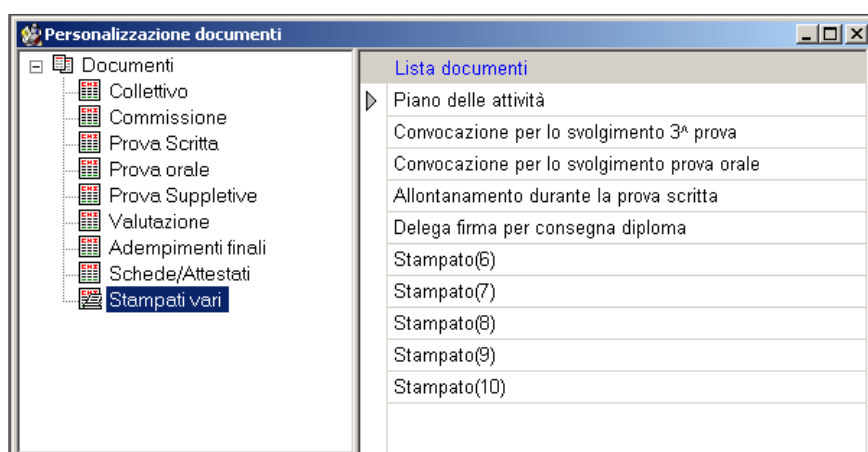 Personalizzazione documenti
Documenti
Collettivo
Commissione
Prova Scritta
Prova orale
Prova Suppletive
Valutazione
Adempimenti finali
Schede/Attestati
Stampati vari
Lista documenti
Piano delle attività
Convocazione per lo svolgimento 3^ prova
Convocazione per lo svolgimento prova orale
Allontanamento durante la prova scritta
Delega firma per consegna diploma
Stampato(6)
Stampato(7)
Stampato(8)
Stampato(9)
Stampato(10)